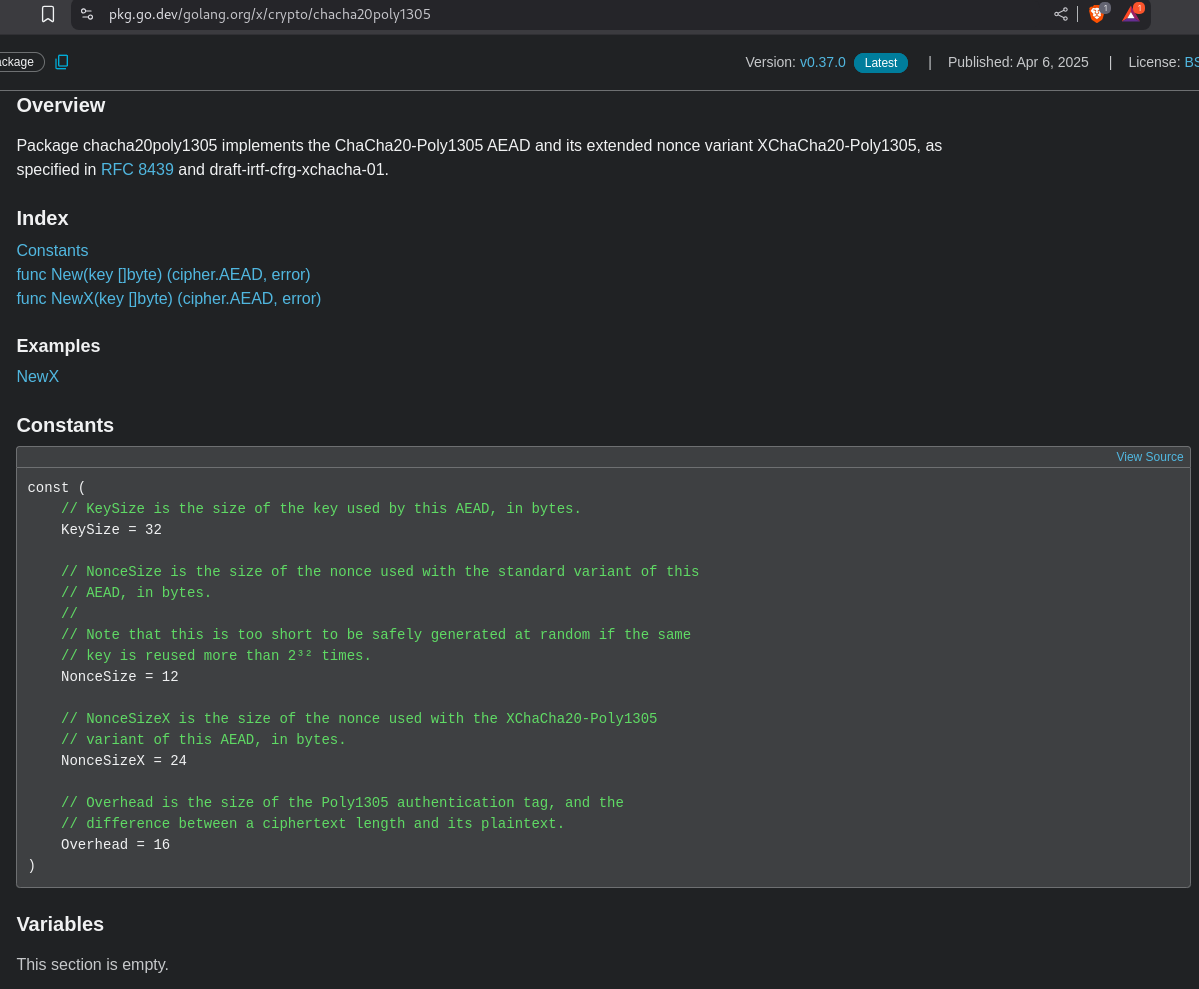 pkg.go.dev/golang.org/x/crypto/chacha20poly1305
1
1
ackage
Version: v0.37.0 Latest | Published: Apr 6, 2025 | License: BS
Overview
Package chacha20poly1305 implements the ChaCha20-Poly1305 AEAD and its extended nonce variant XChaCha20-Poly1305, as
specified in RFC 8439 and draft-irtf-cfrg-xchacha-01.
Index
Constants
func New(key []byte) (cipher.AEAD, error)
func NewX(key []byte) (cipher.AEAD, error)
Examples
NewX
Constants
View Source
const (
// KeySize is the size of the key used by this AEAD, in bytes.
KeySize = 32
// NonceSize is the size of the nonce used with the standard variant of this
// AEAD, in bytes.
//
// Note that this is too short to be safely generated at random if the same
// key is reused more than 2³² times.
NonceSize = 12
// NonceSizeX is the size of the nonce used with the XChaCha20-Poly1305
// variant of this AEAD, in bytes.
NonceSizeX = 24
// Overhead is the size of the Poly1305 authentication tag, and the
// difference between a ciphertext length and its plaintext.
Overhead = 16
)
Variables
This section is empty.